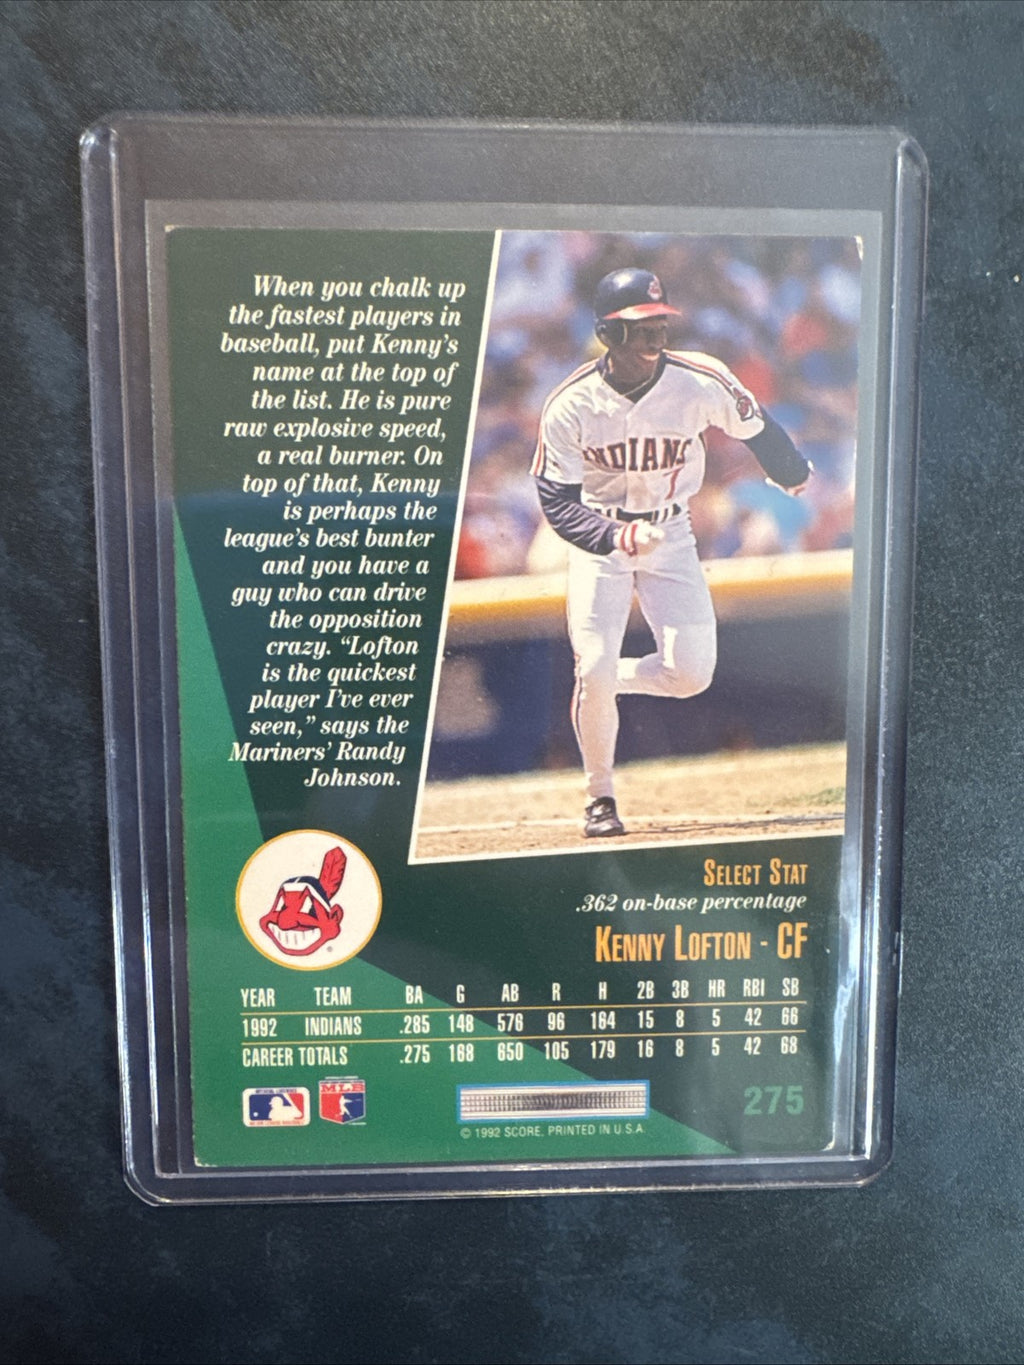 When you chalk up
the fastest players in
baseball, put Kenny's
name at the top of
the list. He is pure
raw explosive speed,
a real burner. On
top of that, Kenny
is perhaps the
league's best bunter
and you have a
guy who can drive
the opposition
crazy. "Lofton
is the quickest
player I've ever
seen," says the
Mariners' Randy
Johnson.
INDIANS
7
SELECT STAT
.362 on-base percentage
KENNY LOFTON - CF
YEAR TEAM BA G AB R H 2B 3B HR RBI SB
1992 INDIANS .285 148 576 96 164 15 8 5 42 66
CAREER TOTALS .275 168 650 105 179 16 8 5 42 68
MLB
275
© 1992 SCORE, PRINTED IN U.S.A.